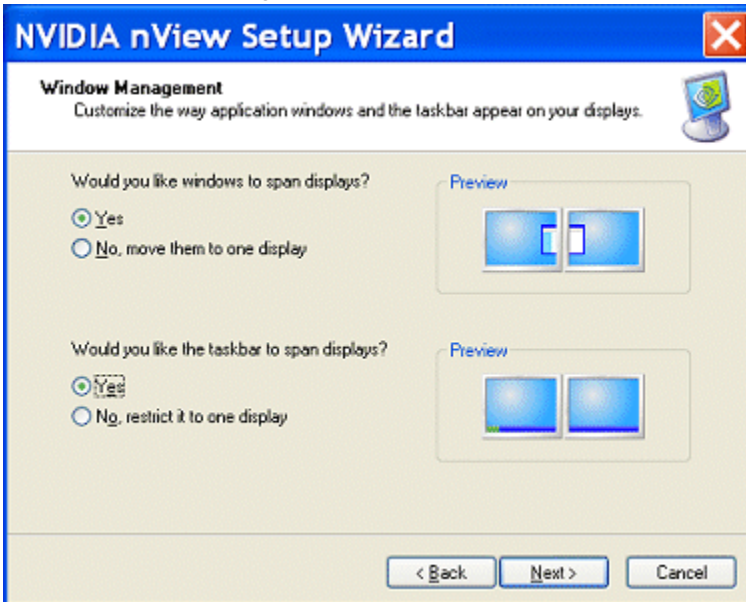 NVIDIA nView Setup Wizard
Window Management
Customize the way application windows and the taskbar appear on your displays.
Would you like windows to span displays?
Preview
Yes
No, move them to one display
Would you like the taskbar to span displays?
Preview
Yes
No, restrict it to one display
< Back
Next >
Cancel